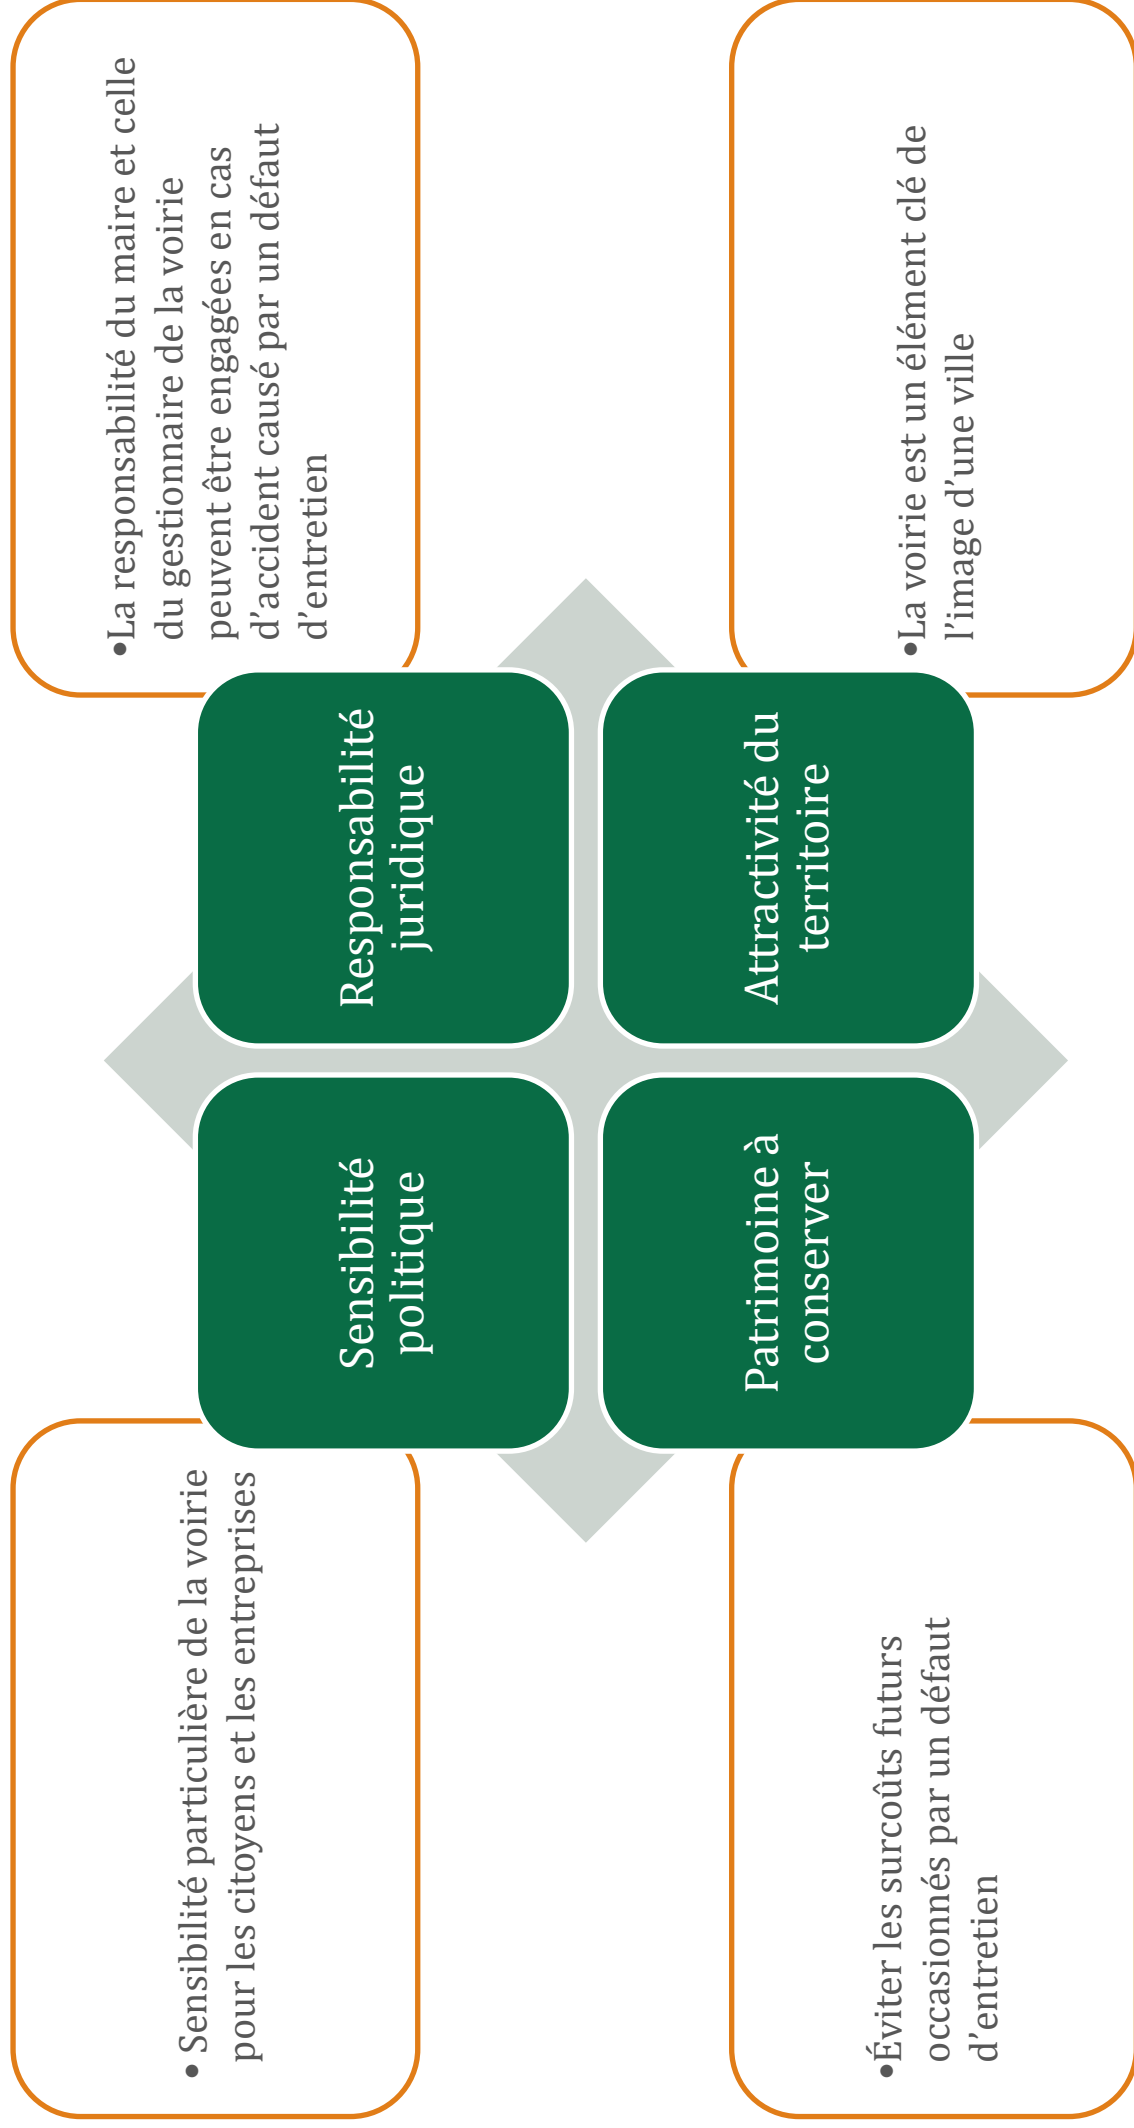 • Sensibilité particulière de la voirie
pour les citoyens et les entreprises
Sensibilité
politique
Responsabilité
juridique
•La responsabilité du maire et celle
du gestionnaire de la voirie
peuvent être engagées en cas
d'accident causé par un défaut
d'entretien
•Éviter les surcoûts futurs
occasionnés par un défaut
d'entretien
Patrimoine à
conserver
Attractivité du
territoire
•La voirie est un élément clé de
l'image d'une ville